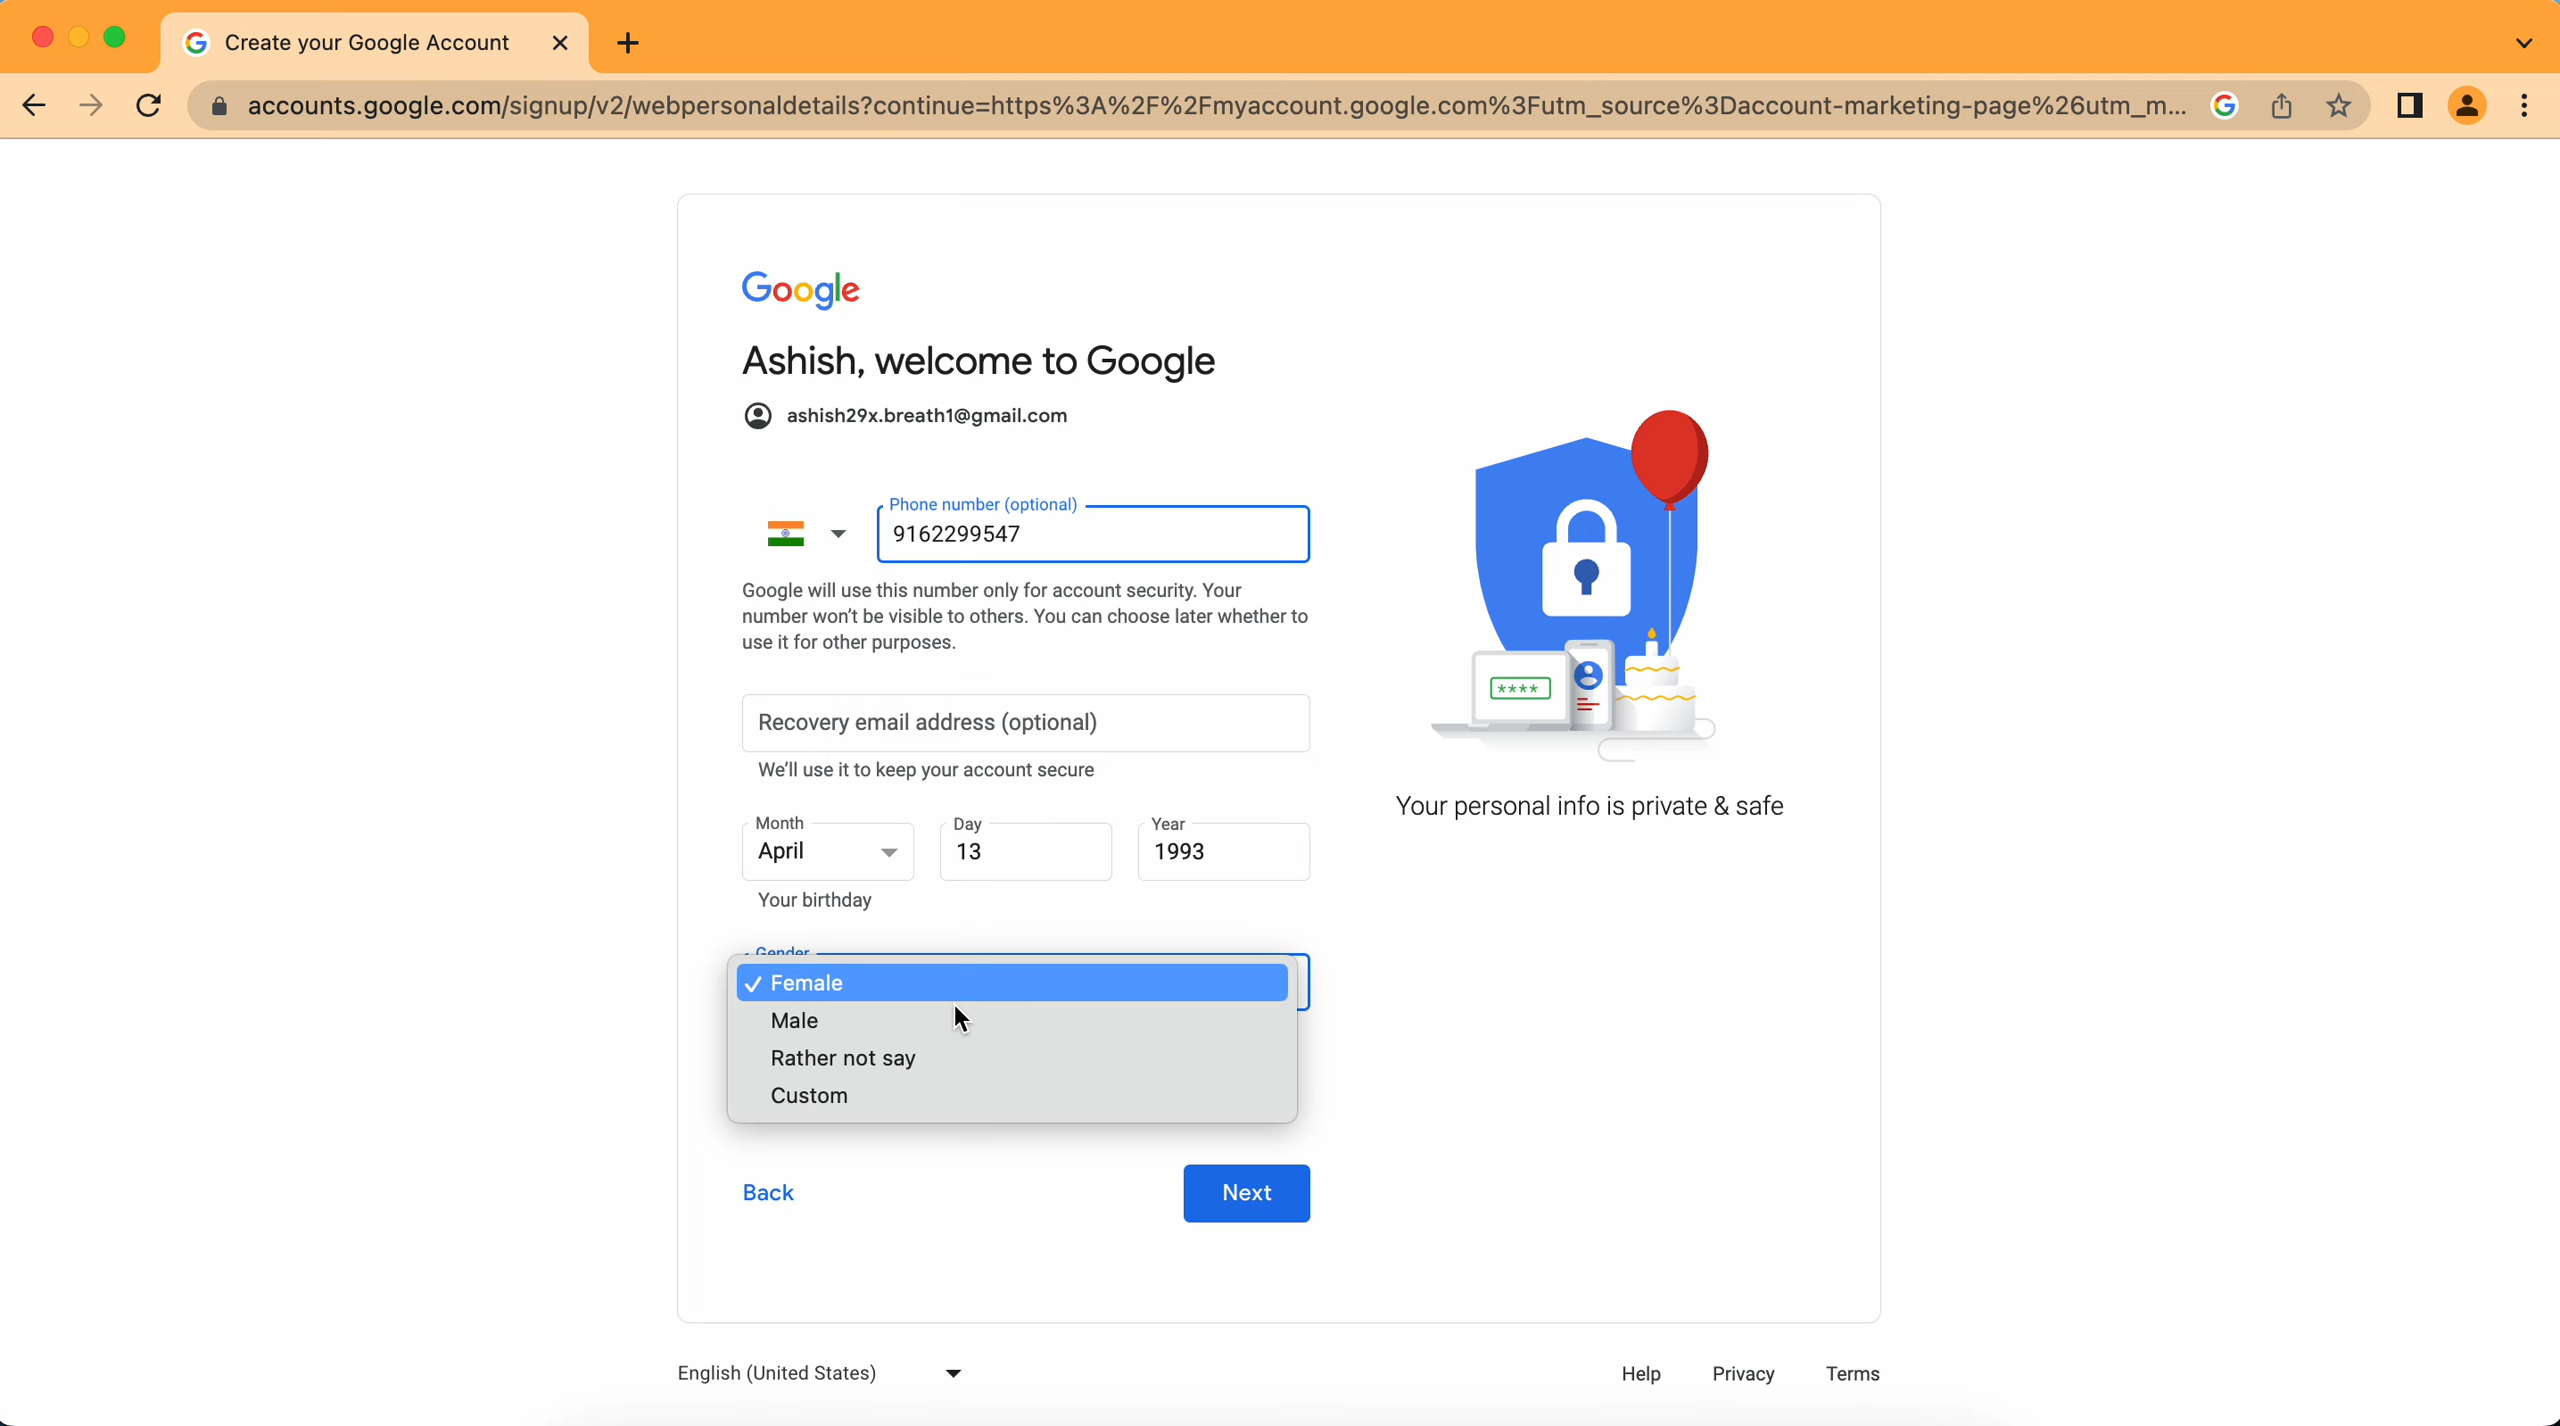 Create your Google Account
accounts.google.com/signup/v2/webpersonaldetails?continue=https%3A%2F%2Fmyaccount.google.com%3Futm_source%3Daccount-marketing-page%26utm_m...
Google
Ashish, welcome to Google
ashish29x.breath1@gmail.com
Phone number (optional)
9162299547
Google will use this number only for account security. Your
number won't be visible to others. You can choose later whether to
use it for other purposes.
Recovery email address (optional)
We'll use it to keep your account secure
****
Your personal info is private & safe
Month Day Year
April 13 1993
Your birthday
Gender
Female
Male
Rather not say
Custom
Back Next
English (United States) Help Privacy Terms